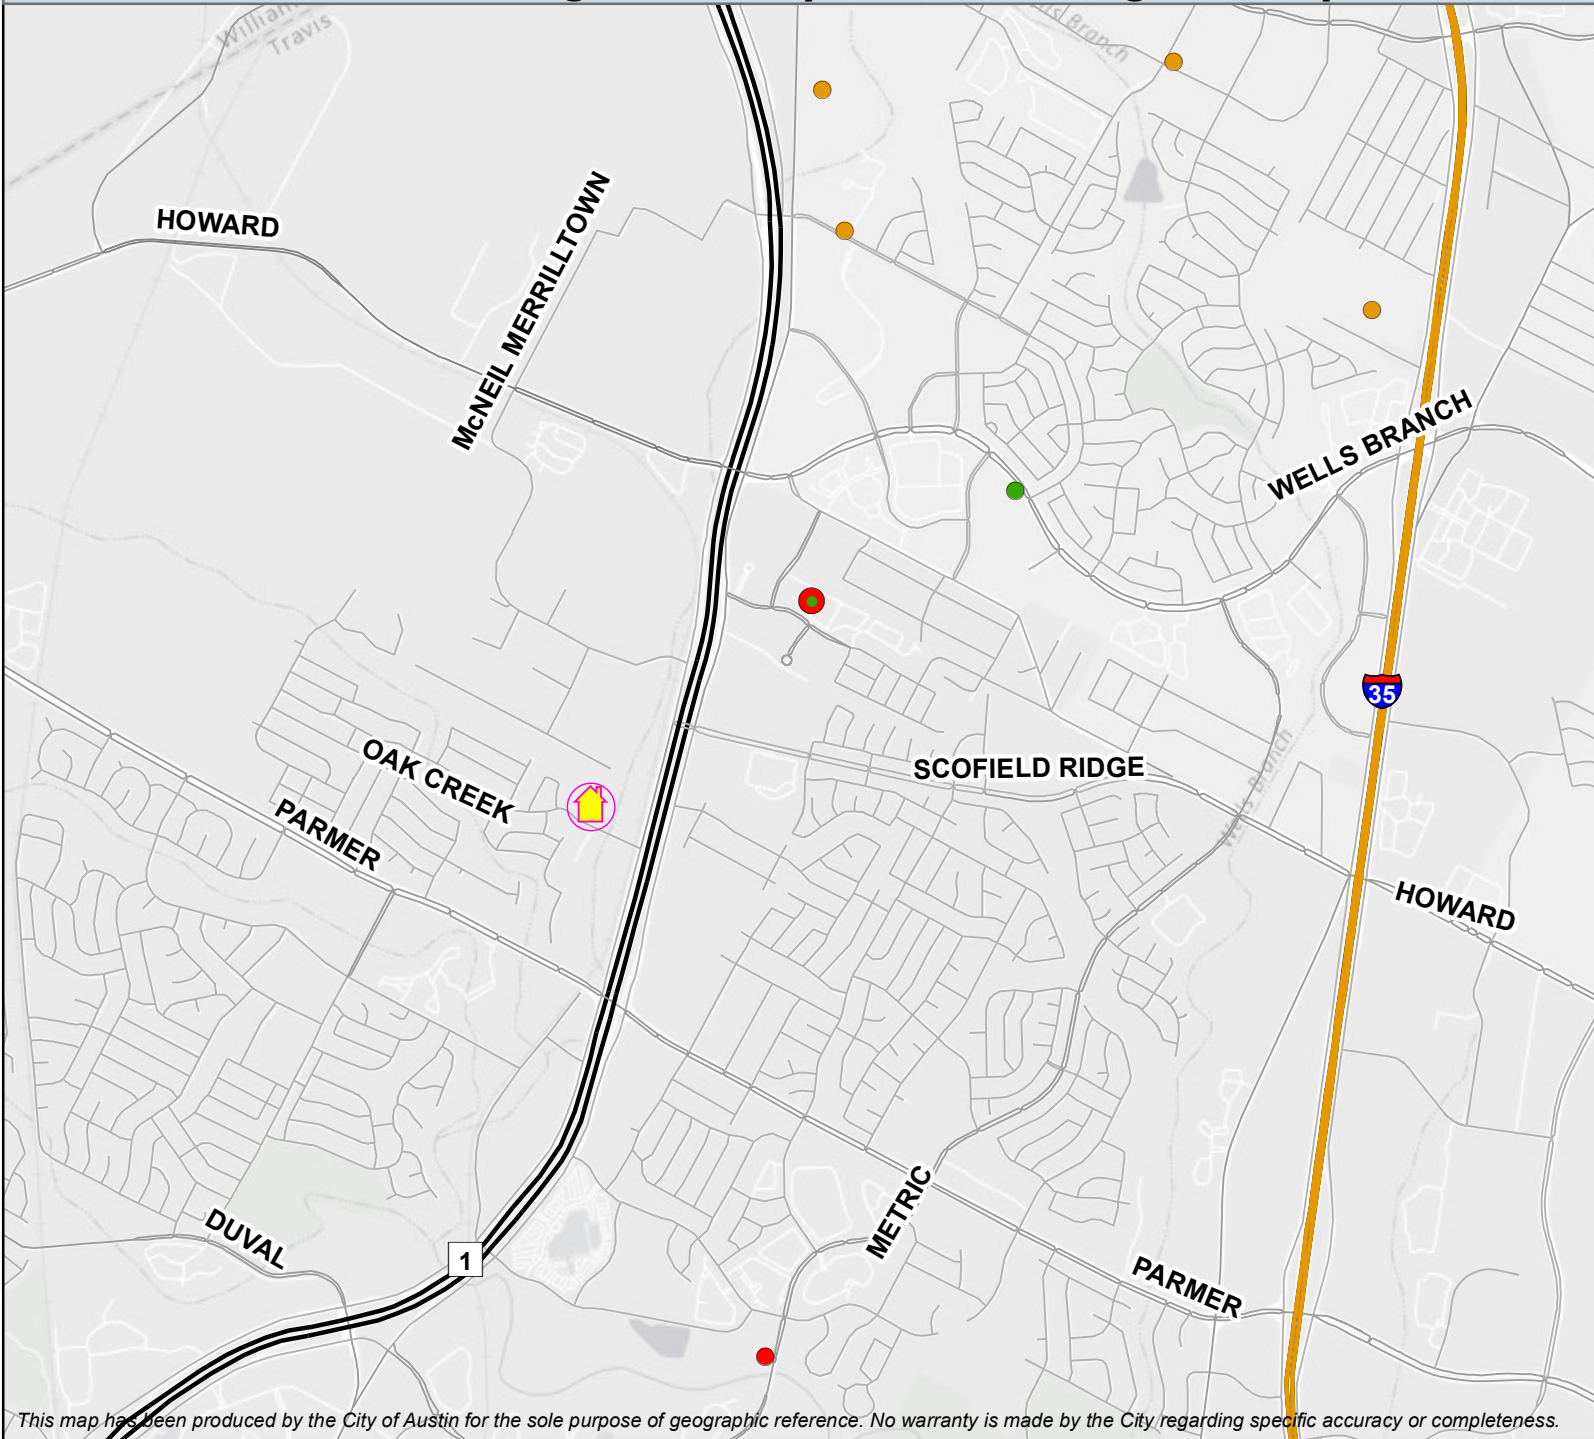 Travis
Branch
HOWARD
McNEIL MERRILLTOWN
WELLS BRANCH
35
OAK CREEK
SCOFIELD RIDGE
PARMER
Wells Branch
HOWARD
METRIC
DUVAL
1
PARMER
This map has been produced by the City of Austin for the sole purpose of geographic reference. No warranty is made by the City regarding specific accuracy or completeness.